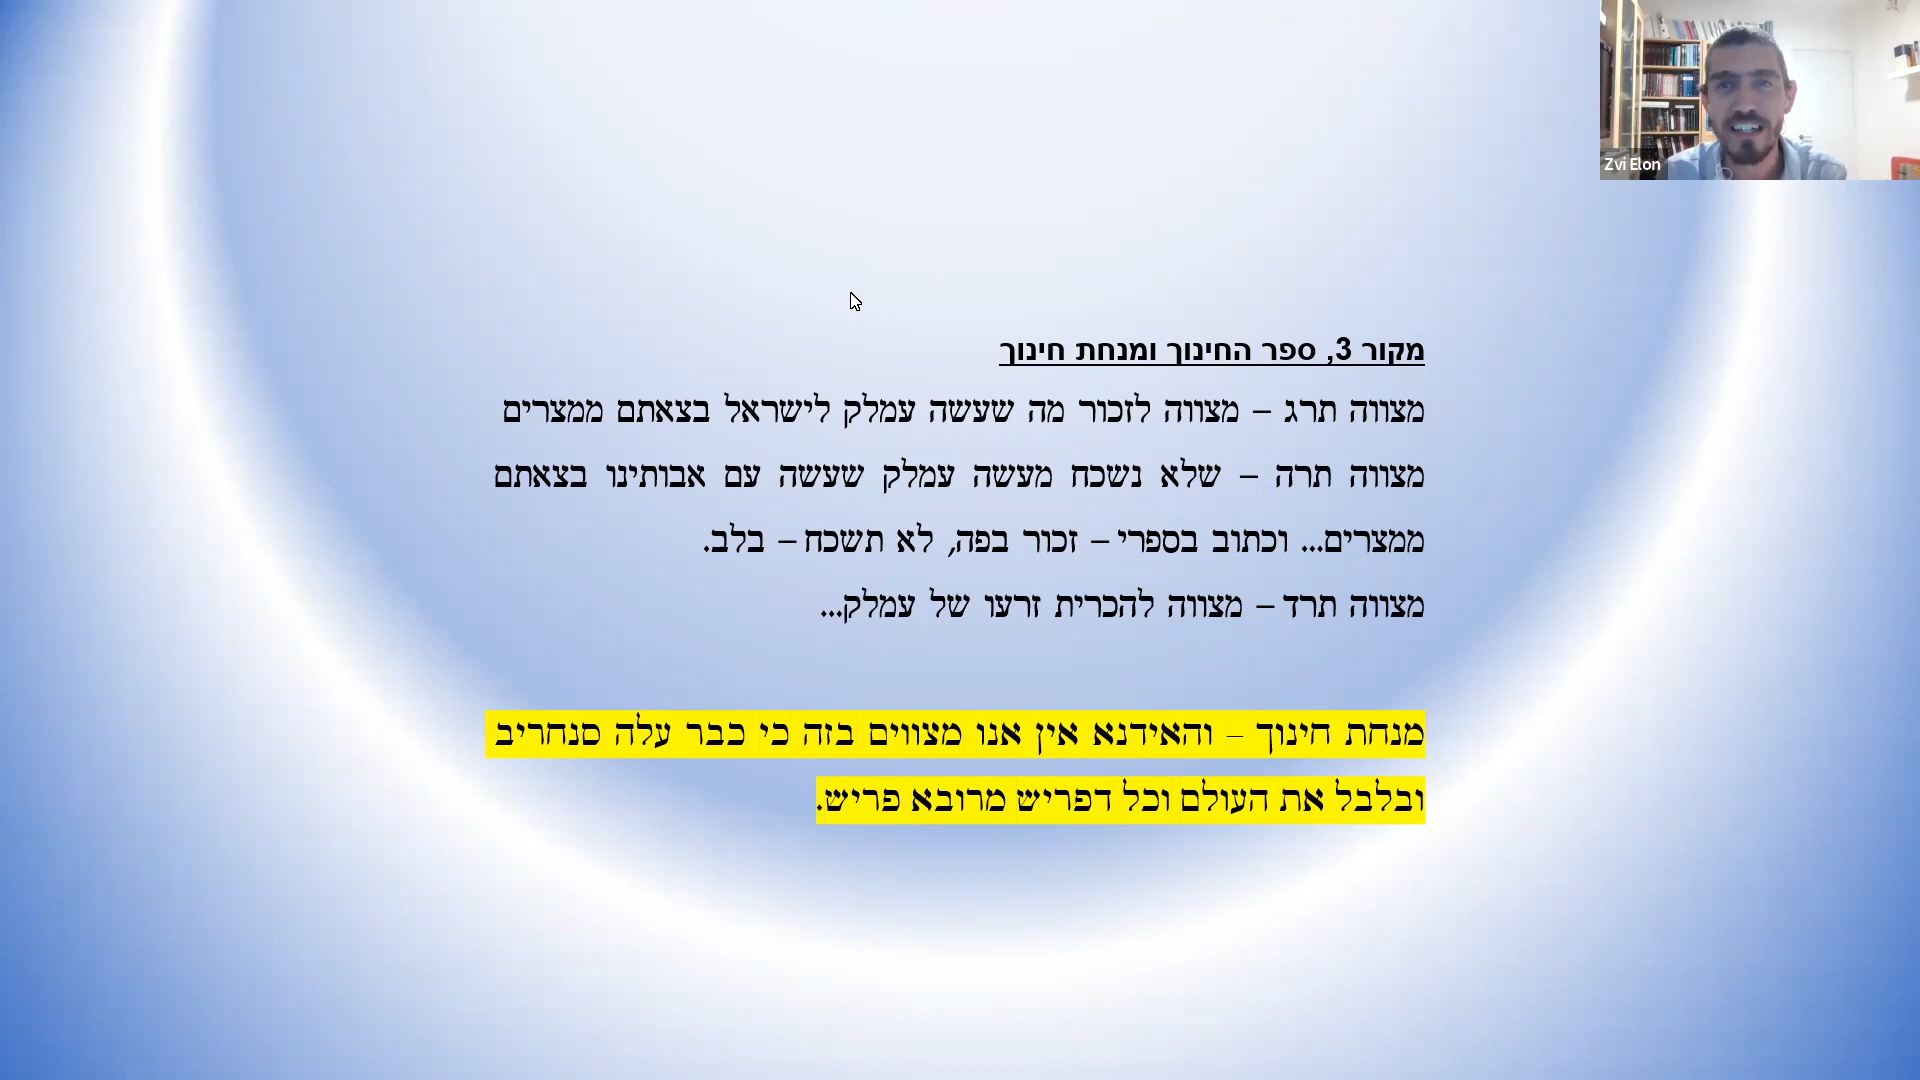 Zvi Elon
מקור 3, ספר החינוך ומנחת חינוך
מצווה תרג – מצווה לזכור מה שעשה עמלק לישראל בצאתם ממצרים
מצווה תרה – שלא נשכח מעשה עמלק שעשה עם אבותינו בצאתם
ממצרים... וכתוב בספרי – זכור בפה, לא תשכח – בלב.
מצווה תרד – מצווה להכרית זרעו של עמלק...
מנחת חינוך – והאידנא אין אנו מצווים בזה כי כבר עלה סנחריב
ובלבל את העולם וכל דפריש מרובא פריש.